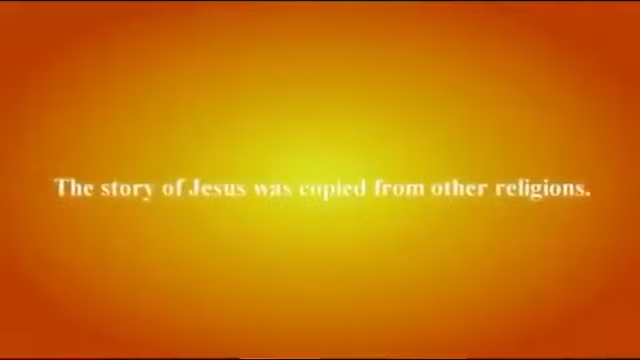 The story of Jesus was copied from other religions.